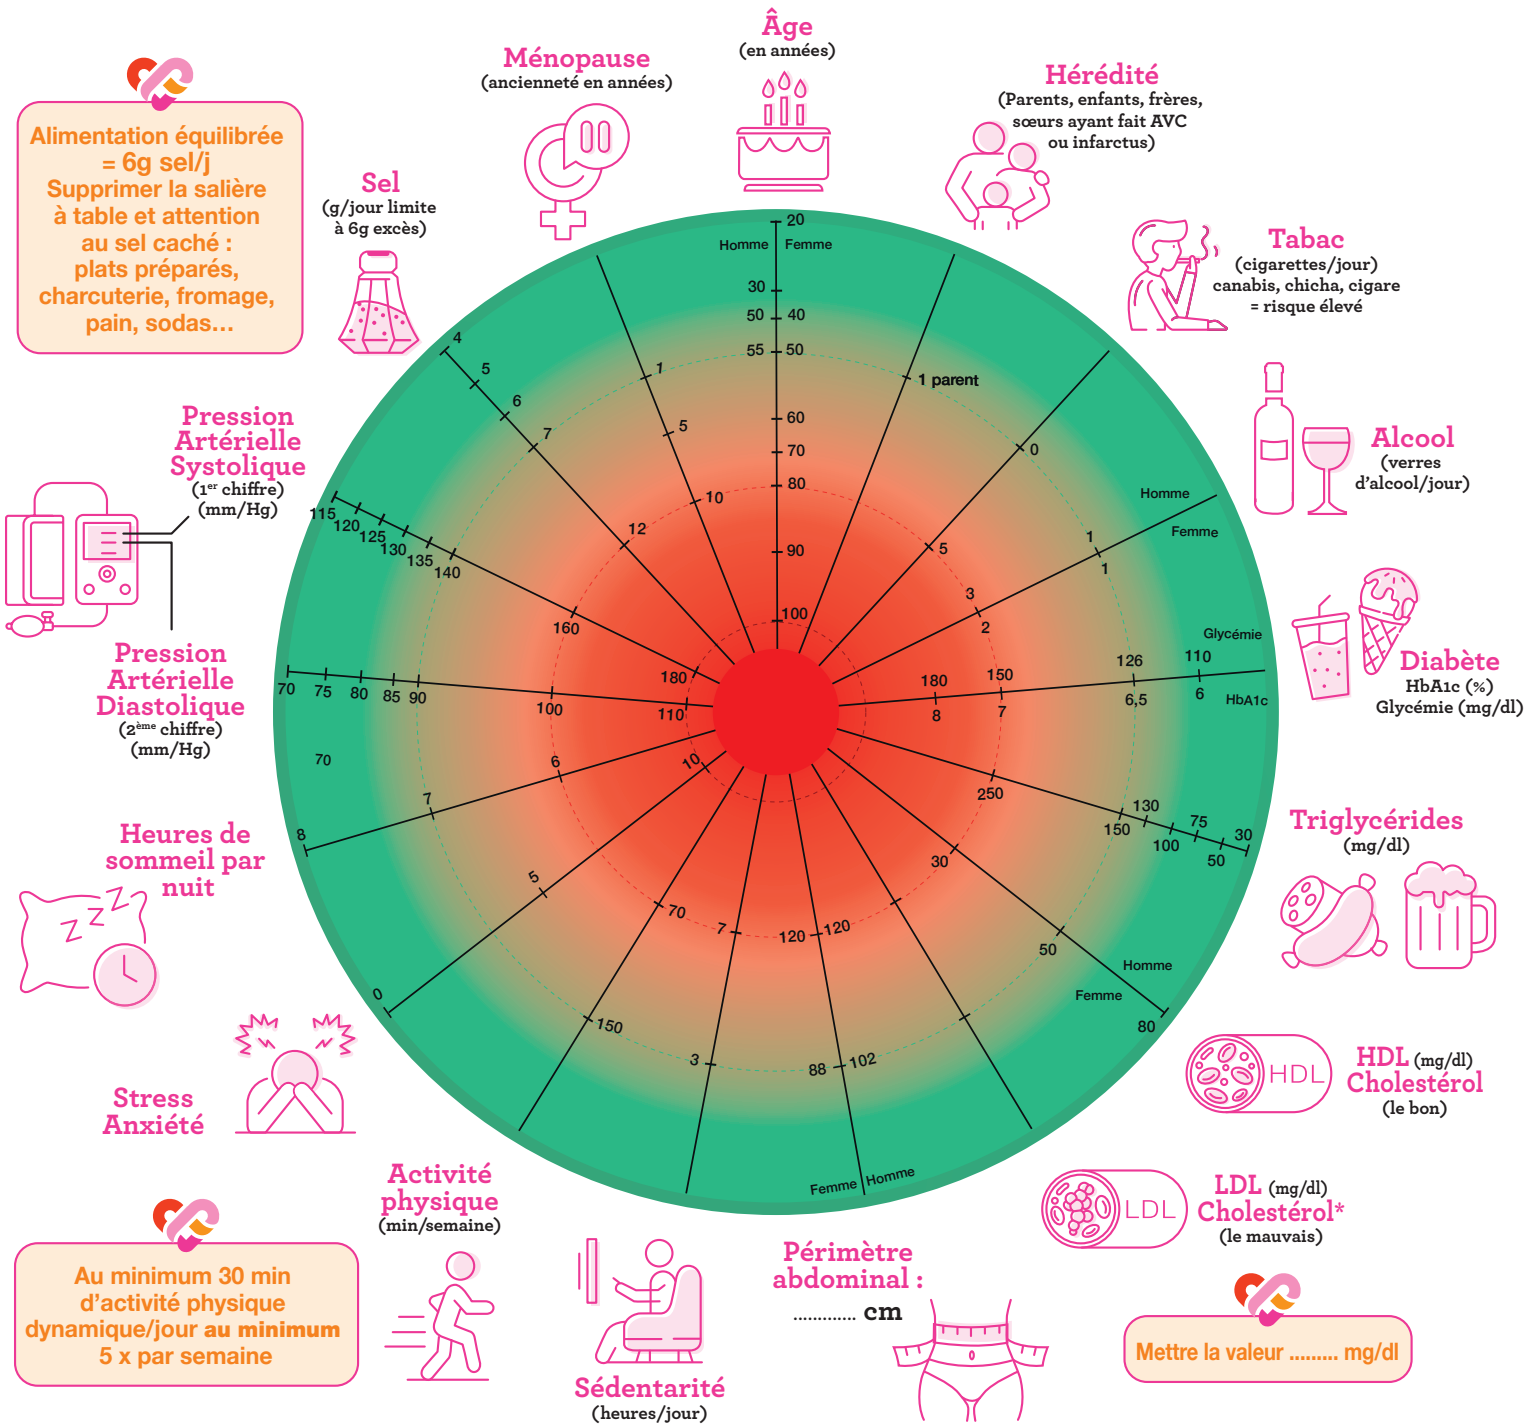 Âge
(en années)
Ménopause
(ancienneté en années)
Hérédité
(Parents, enfants, frères,
sœurs ayant fait AVC
ou infarctus)
Alimentation équilibrée
= 6g sel/j
Supprimer la salière
à table et attention
au sel caché :
plats préparés,
charcuterie, fromage,
pain, sodas…
Sel
(g/jour limite
à 6g excès)
Tabac
(cigarettes/jour)
canabis, chicha, cigare
= risque élevé
Pression
Artérielle
Systolique
(1er chiffre)
(mm/Hg)
Alcool
(verres
d’alcool/jour)
Pression
Artérielle
Diastolique
(2ème chiffre)
(mm/Hg)
Diabète
HbA1c (%)
Glycémie (mg/dl)
Heures de
sommeil par
nuit
Triglycérides
(mg/dl)
Z Z Z
Stress
Anxiété
HDL
HDL (mg/dl)
Cholestérol
(le bon)
Activité
physique
(min/semaine)
LDL
LDL (mg/dl)
Cholestérol*
(le mauvais)
Au minimum 30 min
d’activité physique
dynamique/jour au minimum
5 x par semaine
Sédentarité
(heures/jour)
Périmètre
abdominal :
............. cm
Mettre la valeur ......... mg/dl
Homme Femme
20
30
50 40
55 50
60
70
80
90
100
1 parent
0
5
Homme
Femme
1
1
3
2
Glycémie
HbA1c
110
6
126
6,5
150
7
180
8
30
50
75
100
130
150
250
Homme
Femme
80
50
30
Femme Homme
88 102
120 120
3
7
150
70
0
5
10
8
7
6
70
70 75 80 85 90
100
110
115 120 125 130 135 140
160
180
4
5
6
7
12
1
5
10